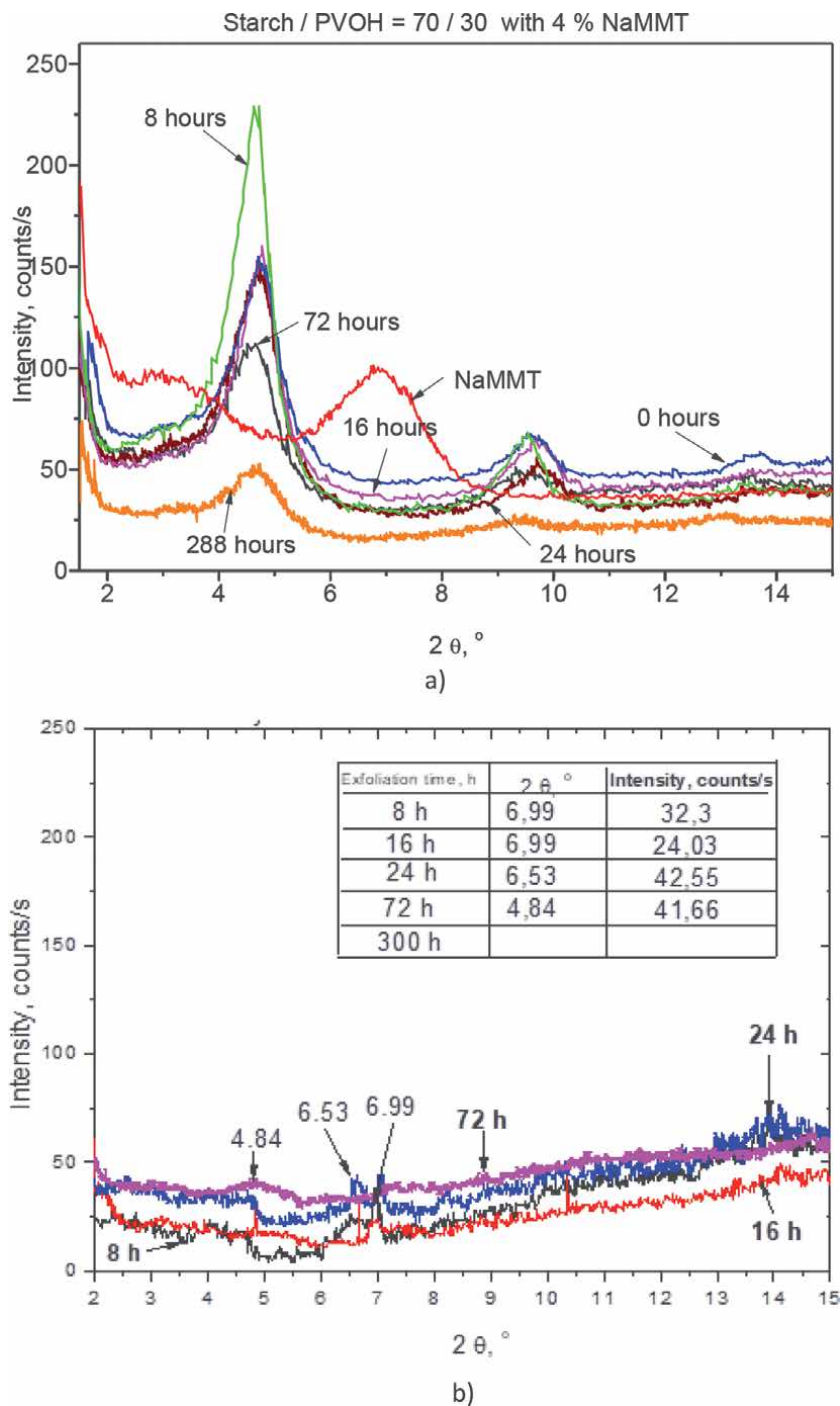 Starch / PVOH = 70 / 30 with 4 % NaMMT
250
8 hours
200
150
72 hours
100
NaMMT
16 hours
0 hours
50
288 hours
24 hours
0
2 4 6 8 10 12 14
Intensity, counts/s
2 θ, °
a)
250
Exfoliation time, h 2 θ, ° Intensity, counts/s
8 h 6,99 32,3
16 h 6,99 24,03
24 h 6,53 42,55
72 h 4,84 41,66
300 h
200
150
100
24 h
6.53 6.99
4.84 72 h
50
8 h 16 h
0
2 3 4 5 6 7 8 9 10 11 12 13 14 15
Intensity, counts/s
2 θ, °
b)